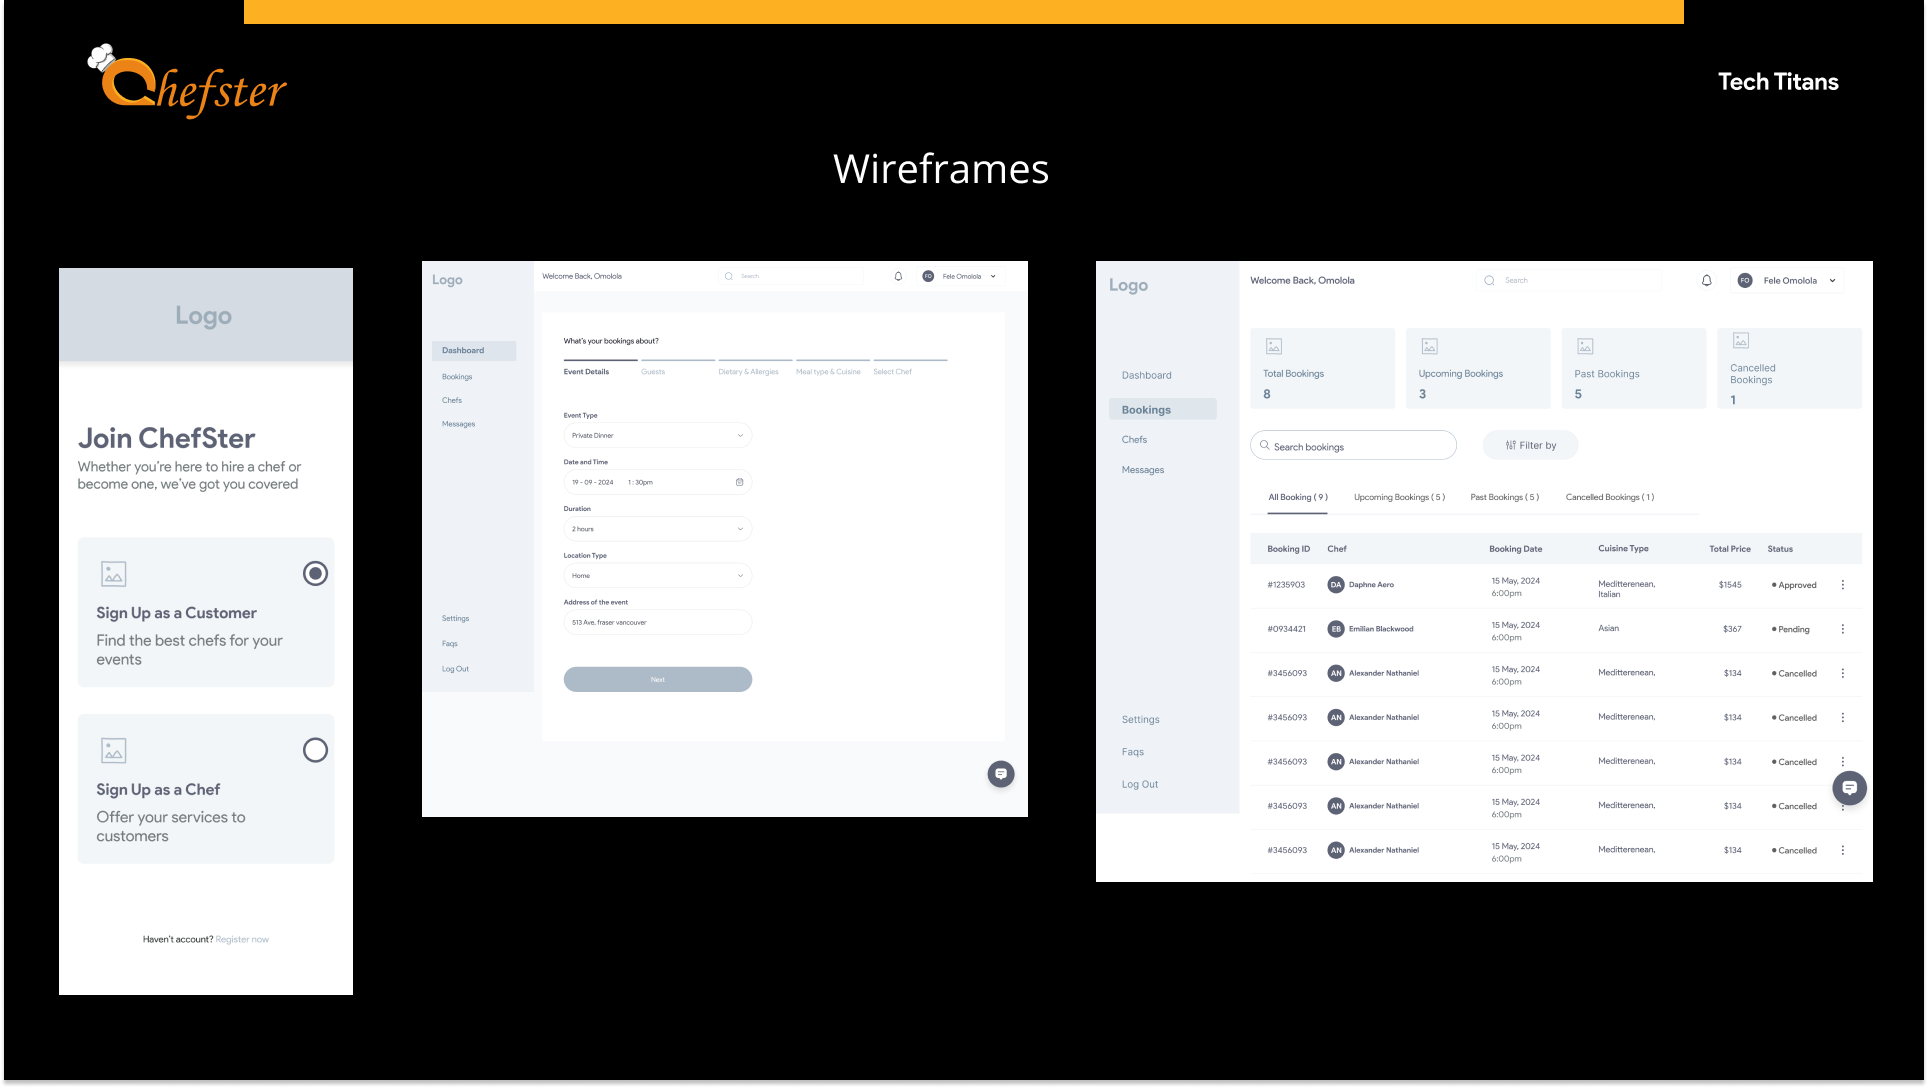 Chefster
Tech Titans
Wireframes
Logo
Join ChefSter
Whether you're here to hire a chef or
become one, we've got you covered
Sign Up as a Customer
Find the best chefs for your
events
Sign Up as a Chef
Offer your services to
customers
Haven't account? Register now
Logo
Welcome Back, Omolola
Search
FO Fele Omolola
Dashboard
Bookings
Chefs
Messages
Settings
Faqs
Log Out
What's your bookings about?
Event Details Guests Dietary & Allergies Meal type & Cuisine Select Chef
Event Type
Private Dinner
Date and Time
19 - 09 - 2024 1 : 30pm
Duration
2 hours
Location Type
Home
Address of the event
513 Ave, fraser vancouver
Next
Logo
Welcome Back, Omolola
Search
FO Fele Omolola
Dashboard
Bookings
Chefs
Messages
Settings
Faqs
Log Out
Total Bookings
8
Upcoming Bookings
3
Past Bookings
5
Cancelled
Bookings
1
Search bookings
Filter by
All Booking ( 9 ) Upcoming Bookings ( 5 ) Past Bookings ( 5 ) Cancelled Bookings ( 1 )
Booking ID Chef Booking Date Cuisine Type Total Price Status
#1235903 DA Daphne Aero 15 May, 2024 Meditterenean, $1545 Approved
6:00pm Italian
#0934421 EB Emilian Blackwood 15 May, 2024 Asian $367 Pending
6:00pm
#3456093 AN Alexander Nathaniel 15 May, 2024 Meditterenean, $134 Cancelled
6:00pm
#3456093 AN Alexander Nathaniel 15 May, 2024 Meditterenean, $134 Cancelled
6:00pm
#3456093 AN Alexander Nathaniel 15 May, 2024 Meditterenean, $134 Cancelled
6:00pm
#3456093 AN Alexander Nathaniel 15 May, 2024 Meditterenean, $134 Cancelled
6:00pm
#3456093 AN Alexander Nathaniel 15 May, 2024 Meditterenean, $134 Cancelled
6:00pm